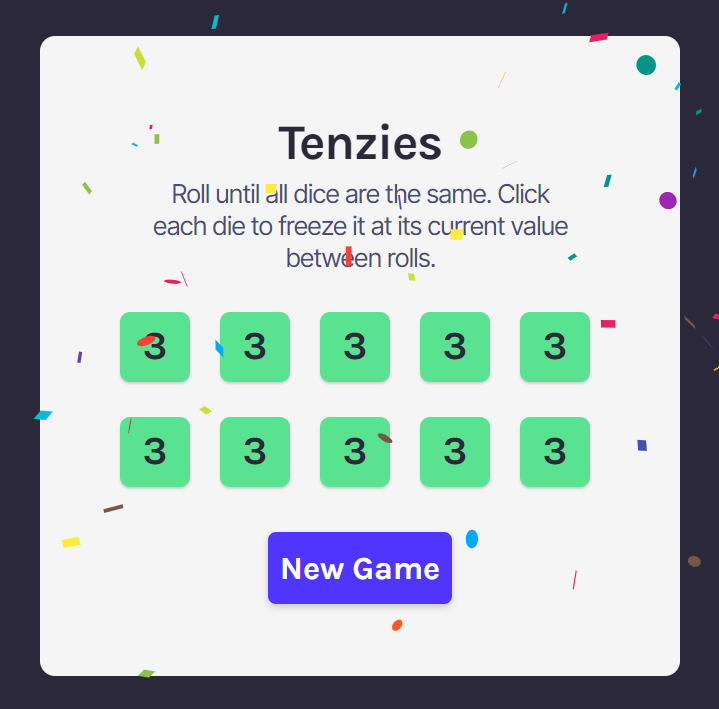 Tenzies
Roll until all dice are the same. Click
each die to freeze it at its current value
between rolls.
3 3 3 3 3
3 3 3 3 3
New Game